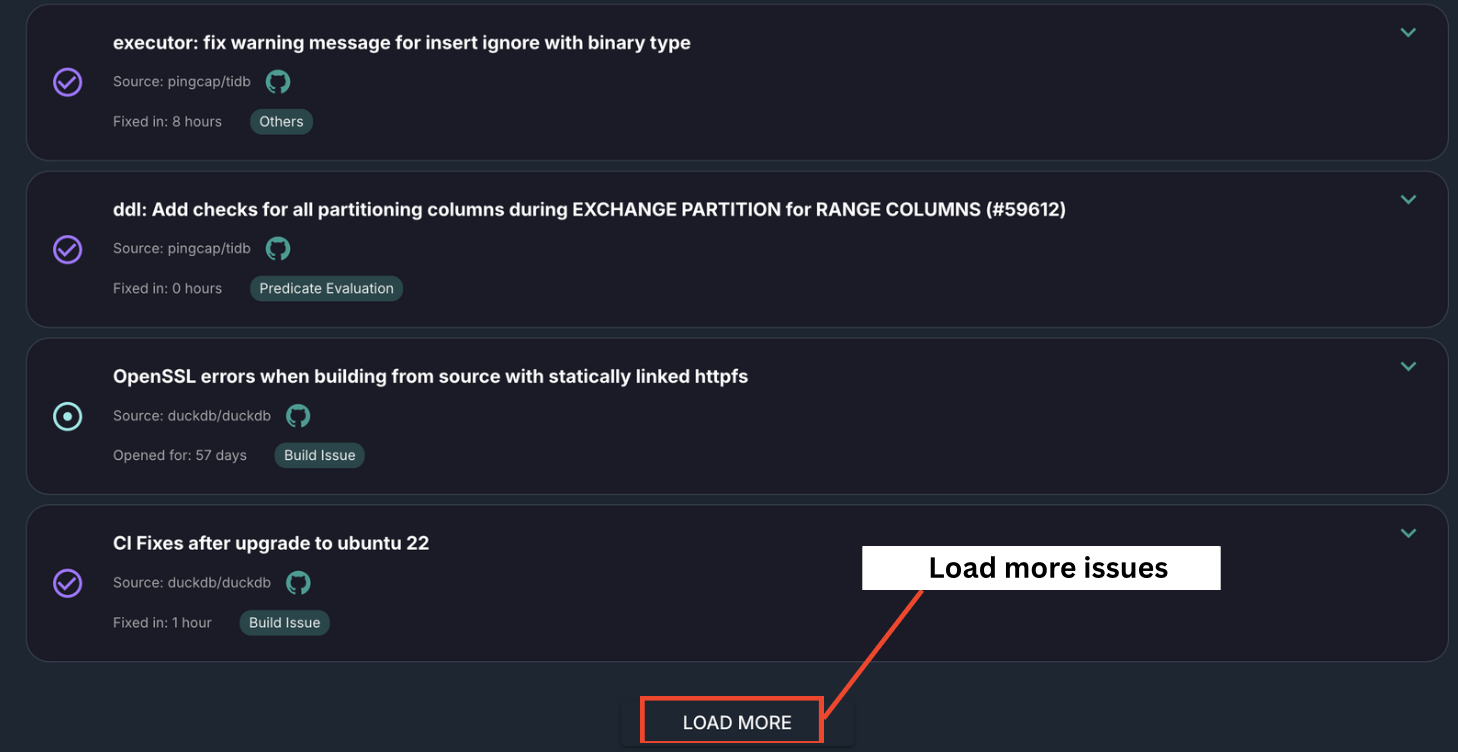 executor: fix warning message for insert ignore with binary type
Source: pingcap/tidb
Fixed in: 8 hours Others
ddl: Add checks for all partitioning columns during EXCHANGE PARTITION for RANGE COLUMNS (#59612)
Source: pingcap/tidb
Fixed in: 0 hours Predicate Evaluation
OpenSSL errors when building from source with statically linked httpfs
Source: duckdb/duckdb
Opened for: 57 days Build Issue
CI Fixes after upgrade to ubuntu 22
Source: duckdb/duckdb
Fixed in: 1 hour Build Issue
Load more issues
LOAD MORE